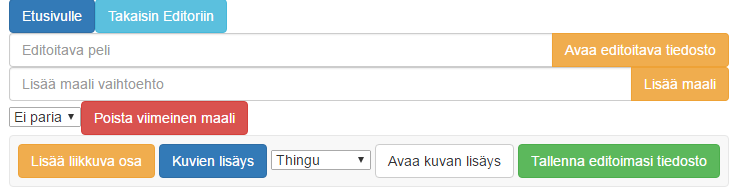 Etusivulle Takaisin Editoriin
Editoitava peli Avaa editoitava tiedosto
Lisää maali vaihtoehto Lisää maali
Ei paria Poista viimeinen maali
Lisää liikkuva osa Kuvien lisäys Thingu Avaa kuvan lisäys Tallenna editoimasi tiedosto